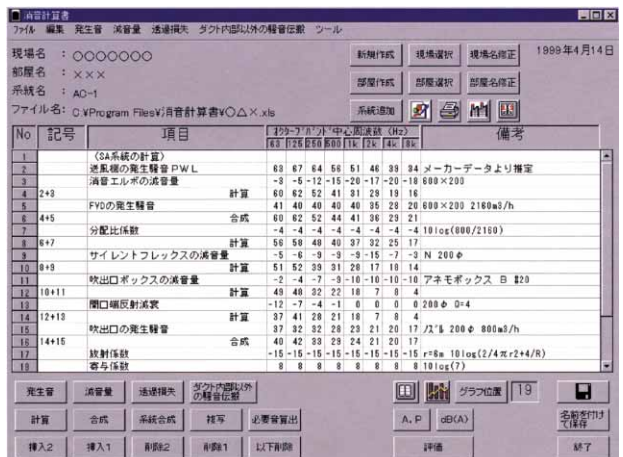 消音計算書
ファイル 編集 発生音 減音量 透過損失 ダクト内部以外の騒音伝搬 ツール
現場名 : ○○○○○○○ 新規作成 現場選択 現場名修正 1999年4月14日
部屋名 : ××× 部屋作成 部屋選択 部屋名修正
系統名 : AC-1
ファイル名: C:¥Program Files¥消音計算書¥○△×.xls 系統追加
No 記号 項目 オクターブバンド中心周波数 (Hz) 備考
63 125 250 500 1k 2k 4k 8k
1 (SA系統の計算)
2 送風機の発生騒音PWL 63 67 64 56 51 46 39 34 メーカーデータより推定
3 消音エルボの減音量 -3 -5 -12 -15 -20 -17 -20 -18 600×200
4 2+3 計算 60 62 52 41 31 29 19 16
5 FVDの発生騒音 41 40 40 40 40 35 28 20 600×200 2160m3/h
6 4+5 合成 60 62 52 44 41 36 29 21
7 分配比係数 -4 -4 -4 -4 -4 -4 -4 -4 10log(800/2160)
8 6+7 計算 56 58 48 40 37 32 25 17
9 サイレントフレックスの減音量 -5 -6 -9 -9 -9 -15 -7 -3 N 200φ
10 8+9 計算 51 52 39 31 28 17 18 14
11 吹出口ボックスの減音量 -2 -4 -7 -9 -10 -10 -10 -10 アネモボックス B #20
12 10+11 計算 49 48 32 22 18 7 8 4
13 開口端反射減衰 -12 -7 -4 -1 0 0 0 0 200φ Q=4
14 12+13 計算 37 41 28 21 18 7 8 4
15 吹出口の発生騒音 37 32 32 28 23 21 20 17 ノズル 200φ 800m3/h
16 14+15 合成 40 42 33 29 24 21 20 17
17 放射係数 -15 -15 -15 -15 -15 -15 -15 -15 r=6m 10log(2/4πr2+4/R)
18 寄与係数 8 8 8 8 8 8 8 8 10log(7)
発生音 減音量 透過損失 ダクト内部以外の騒音伝搬 グラフ位置 19
計算 合成 系統合成 複写 必要音算出 A.P dB(A) 名前を付けて保存
挿入2 挿入1 削除2 削除1 以下削除 評価 終了